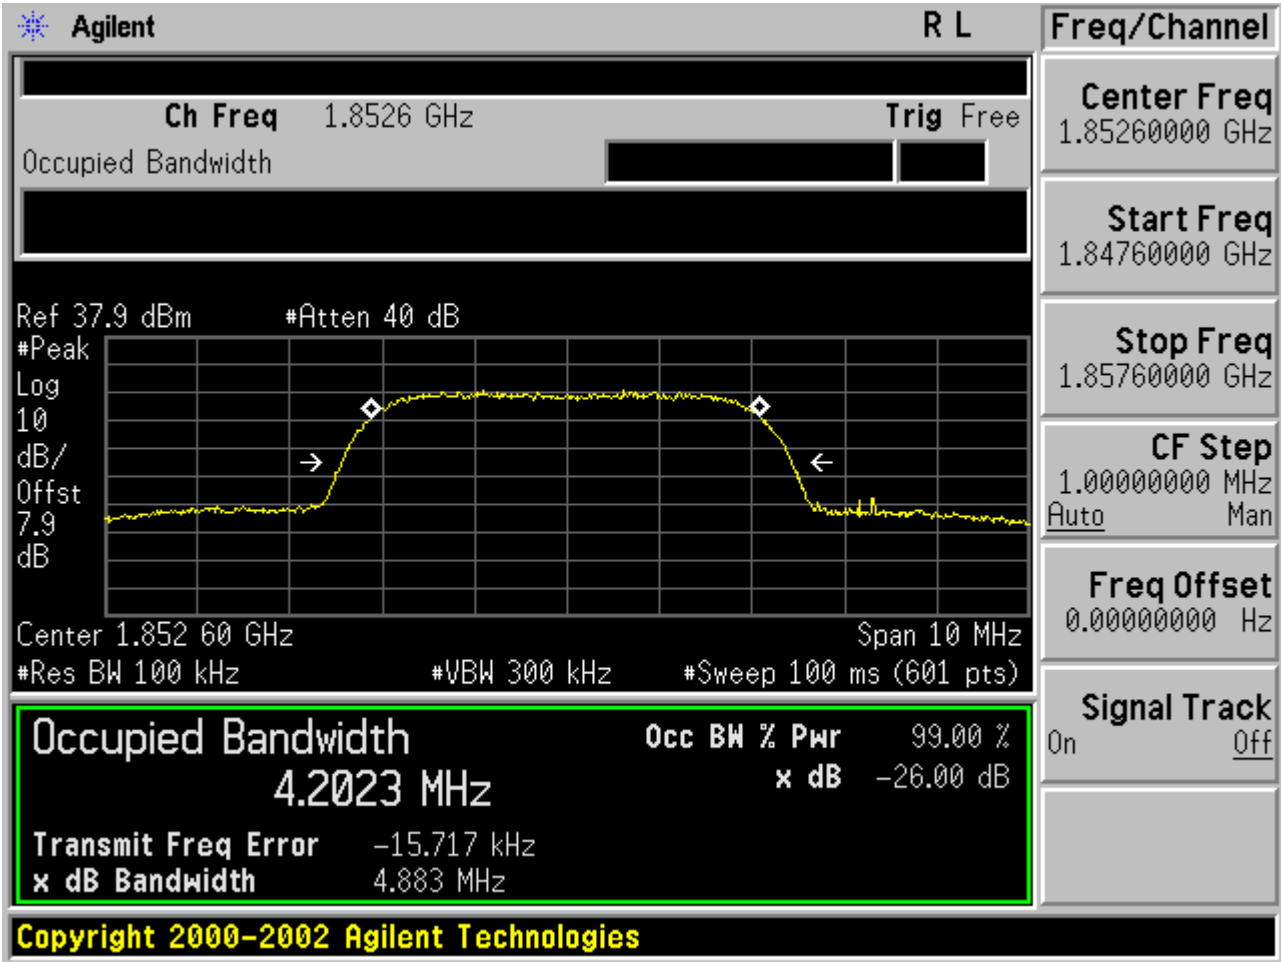 Agilent R L
Freq/Channel
Ch Freq 1.8526 GHz Trig Free
Occupied Bandwidth
Center Freq
1.85260000 GHz
Start Freq
1.84760000 GHz
Stop Freq
1.85760000 GHz
CF Step
1.00000000 MHz
Auto Man
Freq Offset
0.00000000 Hz
Signal Track
On Off
Ref 37.9 dBm #Atten 40 dB
#Peak
Log
10
dB/
Offst
7.9
dB
Center 1.852 60 GHz Span 10 MHz
#Res BW 100 kHz #VBW 300 kHz #Sweep 100 ms (601 pts)
Occupied Bandwidth
4.2023 MHz
Occ BW % Pwr 99.00 %
x dB -26.00 dB
Transmit Freq Error -15.717 kHz
x dB Bandwidth 4.883 MHz
Copyright 2000-2002 Agilent Technologies